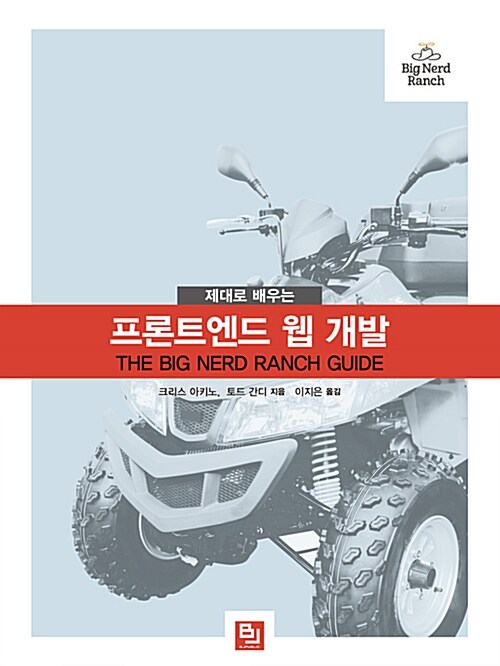 Big Nerd
Ranch
제대로 배우는
프론트엔드 웹 개발
THE BIG NERD RANCH GUIDE
크리스 아키노, 토드 간디 지음 이지은 옮김
BJ